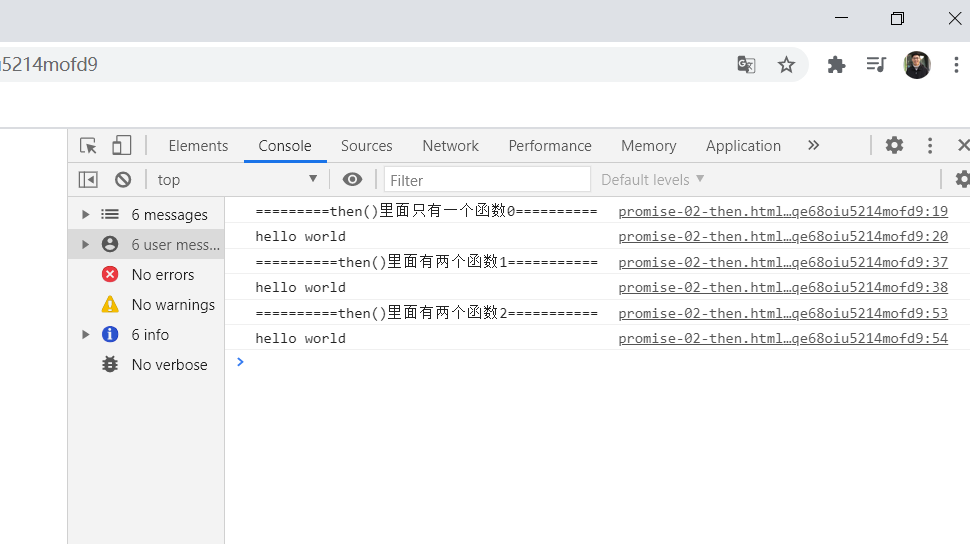 5214mofd9
Elements Console Sources Network Performance Memory Application »
top Filter Default levels
6 messages
6 user mess...
No errors
No warnings
6 info
No verbose
=========then()里面只有一个函数0========== promise-02-then.html…qe68oiu5214mofd9:19
hello world promise-02-then.html…qe68oiu5214mofd9:20
==========then()里面有两个函数1=========== promise-02-then.html…qe68oiu5214mofd9:37
hello world promise-02-then.html…qe68oiu5214mofd9:38
==========then()里面有两个函数2=========== promise-02-then.html…qe68oiu5214mofd9:53
hello world promise-02-then.html…qe68oiu5214mofd9:54
>